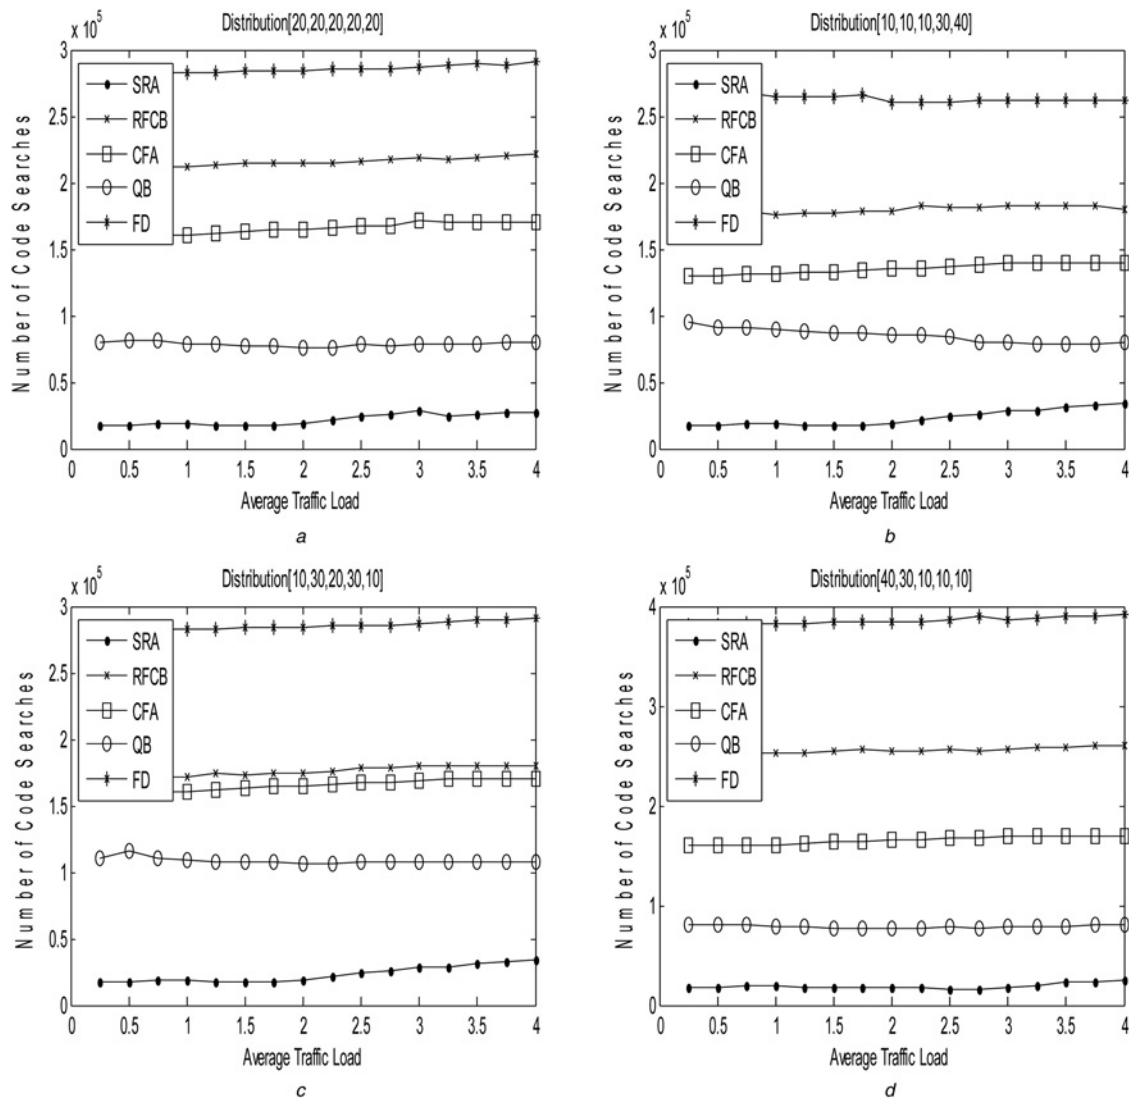 Distribution[20,20,20,20,20]
x 10^5
3
2.5
2
1.5
1
0.5
0
Number of Code Searches
SRA
RFCB
CFA
QB
FD
0 0.5 1 1.5 2 2.5 3 3.5 4
Average Traffic Load
a
Distribution[10,10,10,30,40]
x 10^5
3
2.5
2
1.5
1
0.5
0
Number of Code Searches
SRA
RFCB
CFA
QB
FD
0 0.5 1 1.5 2 2.5 3 3.5 4
Average Traffic Load
b
Distribution[10,30,20,30,10]
x 10^5
3
2.5
2
1.5
1
0.5
0
Number of Code Searches
SRA
RFCB
CFA
QB
FD
0 0.5 1 1.5 2 2.5 3 3.5 4
Average Traffic Load
c
Distribution[40,30,10,10,10]
x 10^5
4
3
2
1
0
Number of Code Searches
SRA
RFCB
CFA
QB
FD
0 0.5 1 1.5 2 2.5 3 3.5 4
Average Traffic Load
d